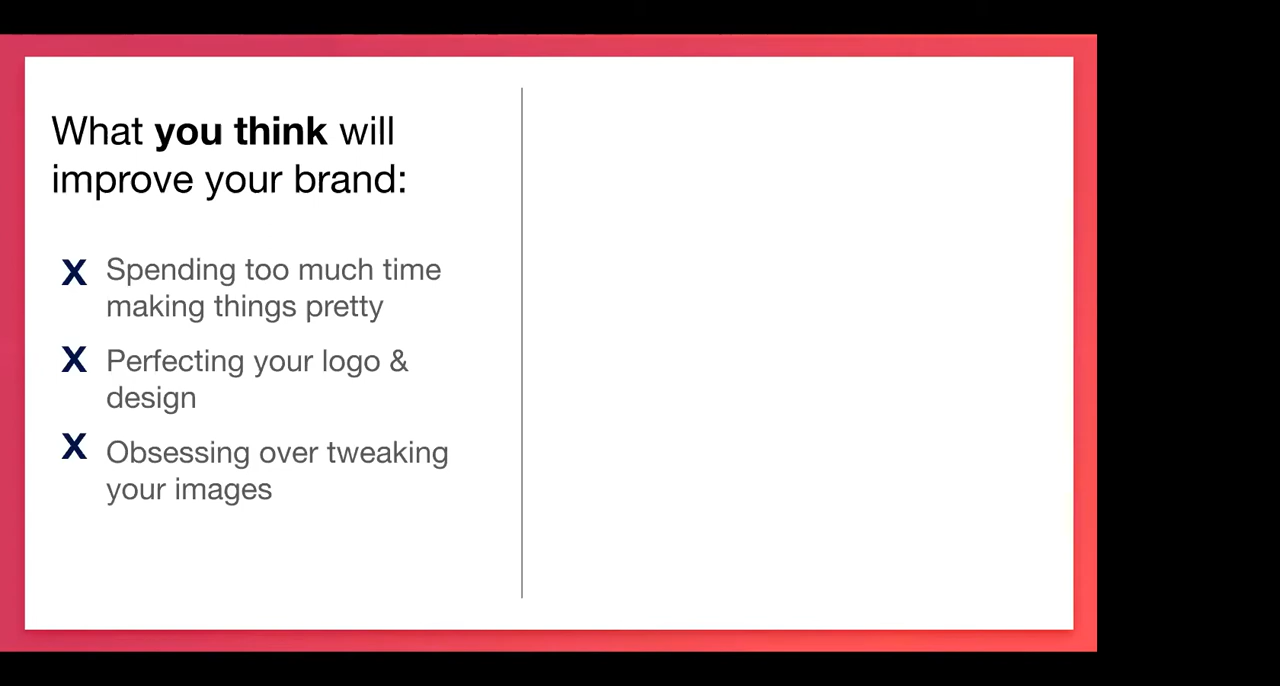 What you think will
improve your brand:
X Spending too much time
making things pretty
X Perfecting your logo &
design
X Obsessing over tweaking
your images